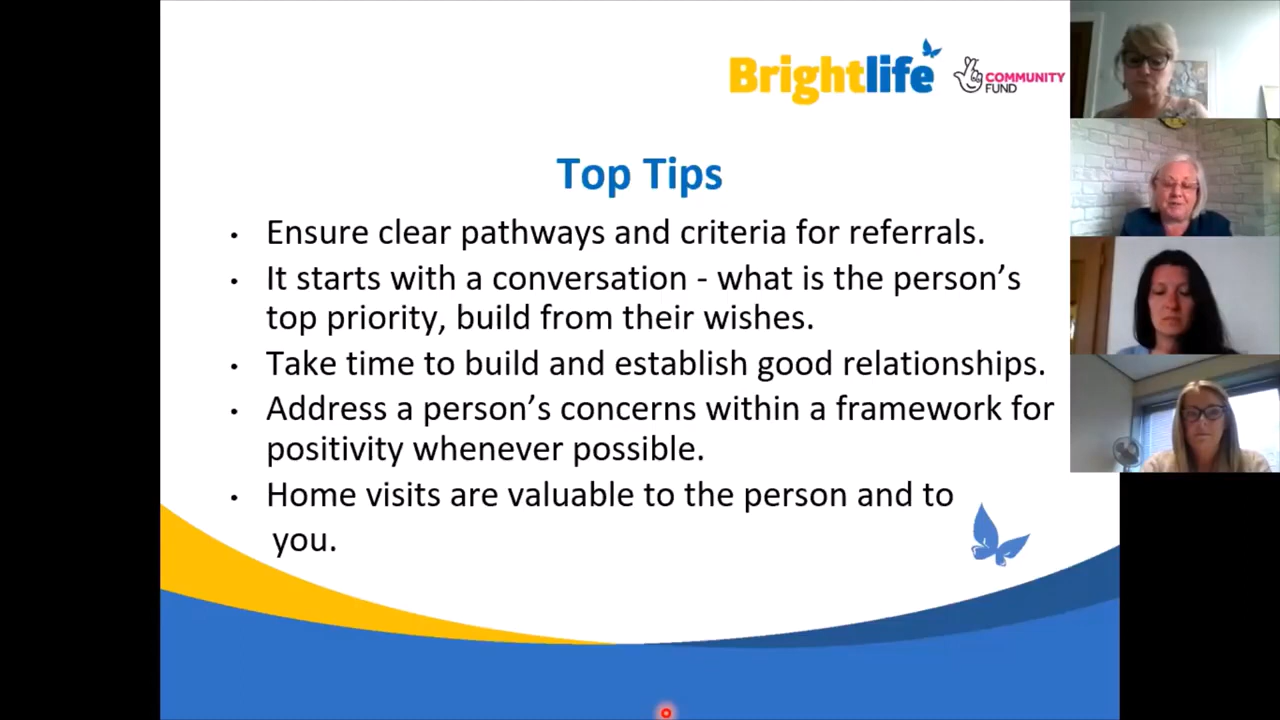 Brightlife
COMMUNITY
FUND
Top Tips
• Ensure clear pathways and criteria for referrals.
• It starts with a conversation - what is the person’s
top priority, build from their wishes.
• Take time to build and establish good relationships.
• Address a person’s concerns within a framework for
positivity whenever possible.
• Home visits are valuable to the person and to
you.